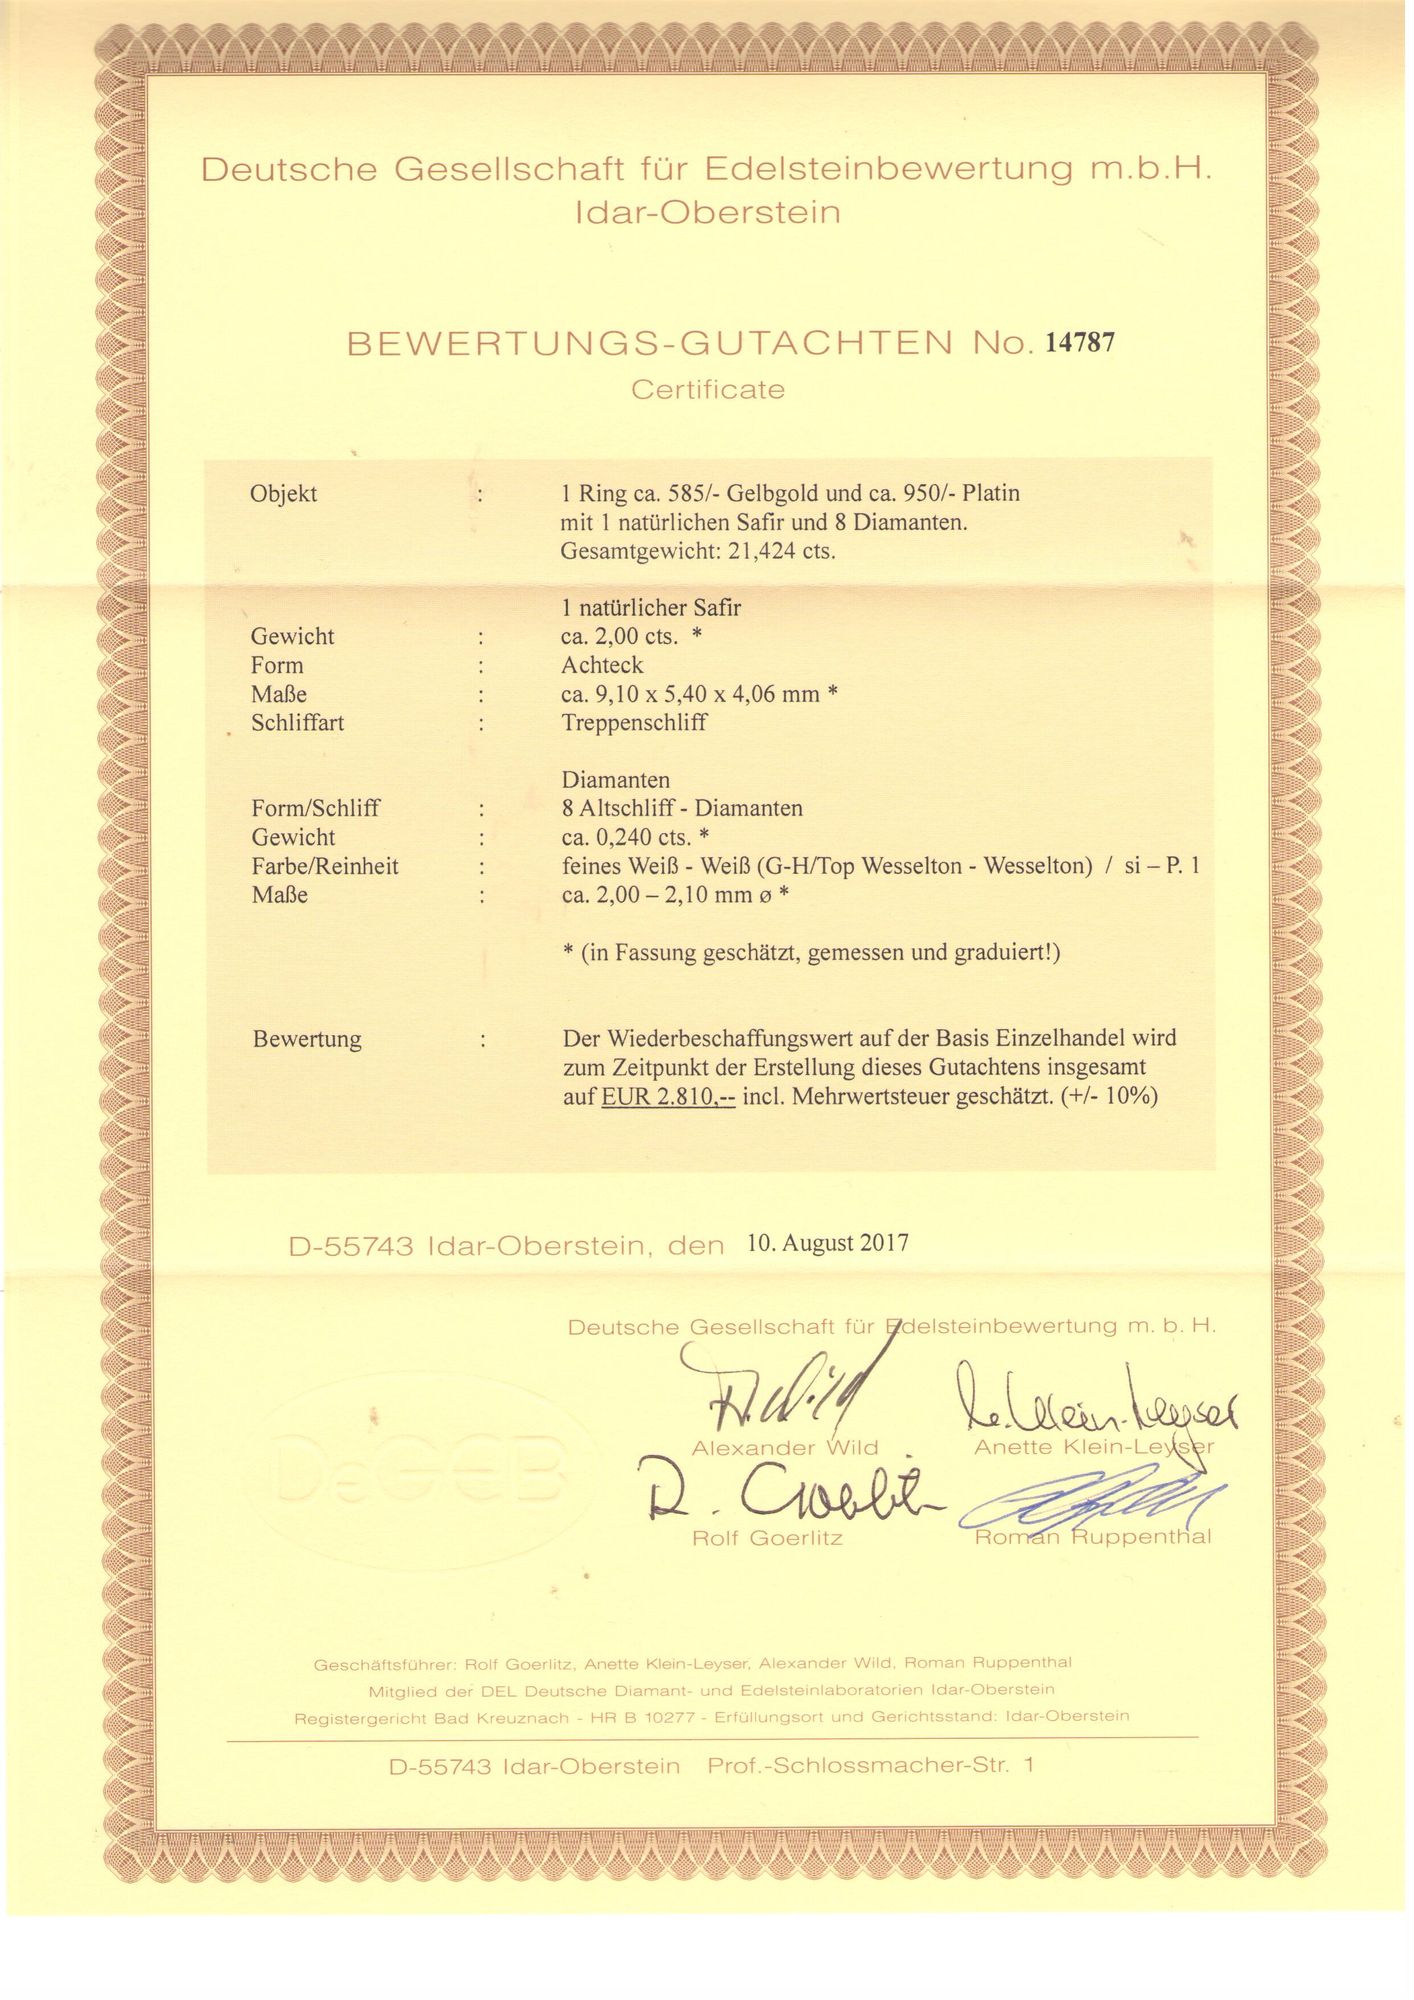 Deutsche Gesellschaft für Edelsteinbewertung m.b.H.
Idar-Oberstein
BEWERTUNGS-GUTACHTEN No. 14787
Certificate
Objekt : 1 Ring ca. 585/- Gelbgold und ca. 950/- Platin
mit 1 natürlichen Safir und 8 Diamanten.
Gesamtgewicht: 21,424 cts.
1 natürlicher Safir
Gewicht : ca. 2,00 cts. *
Form : Achteck
Maße : ca. 9,10 x 5,40 x 4,06 mm *
Schliffart : Treppenschliff
Diamanten
Form/Schliff : 8 Altschliff - Diamanten
Gewicht : ca. 0,240 cts. *
Farbe/Reinheit : feines Weiß - Weiß (G-H/Top Wesselton - Wesselton) / si – P. 1
Maße : ca. 2,00 – 2,10 mm ø *
* (in Fassung geschätzt, gemessen und graduiert!)
Bewertung : Der Wiederbeschaffungswert auf der Basis Einzelhandel wird
zum Zeitpunkt der Erstellung dieses Gutachtens insgesamt
auf EUR 2.810,-- incl. Mehrwertsteuer geschätzt. (+/- 10%)
D-55743 Idar-Oberstein, den 10. August 2017
Deutsche Gesellschaft für Edelsteinbewertung m. b. H.
A. Wild A. Klein-Leyser
Alexander Wild Anette Klein-Leyser
DeGEB
R. Goerlitz
Rolf Goerlitz Roman Ruppenthal
Geschäftsführer: Rolf Goerlitz, Anette Klein-Leyser, Alexander Wild, Roman Ruppenthal
Mitglied der DEL Deutsche Diamant- und Edelsteinlaboratorien Idar-Oberstein
Registergericht Bad Kreuznach - HR B 10277 - Erfüllungsort und Gerichtsstand: Idar-Oberstein
D-55743 Idar-Oberstein Prof.-Schlossmacher-Str. 1